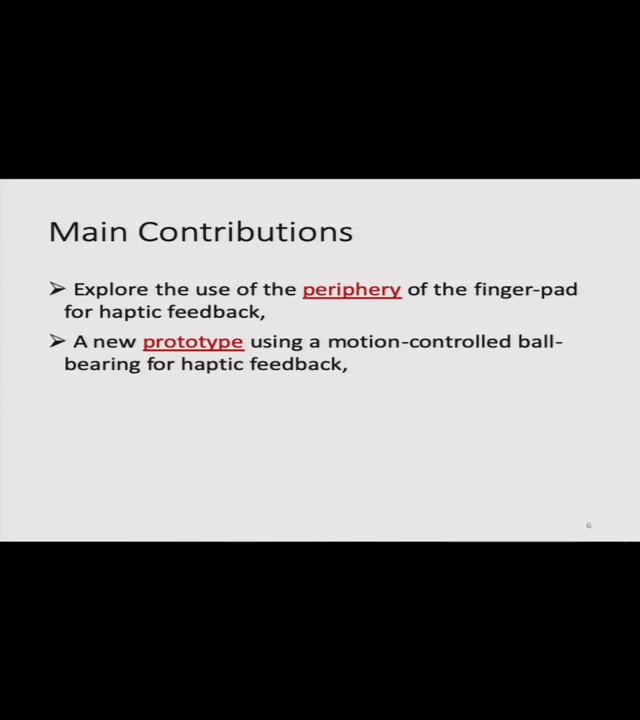 Main Contributions
➢ Explore the use of the periphery of the finger-pad
for haptic feedback,
➢ A new prototype using a motion-controlled ball-
bearing for haptic feedback,
6